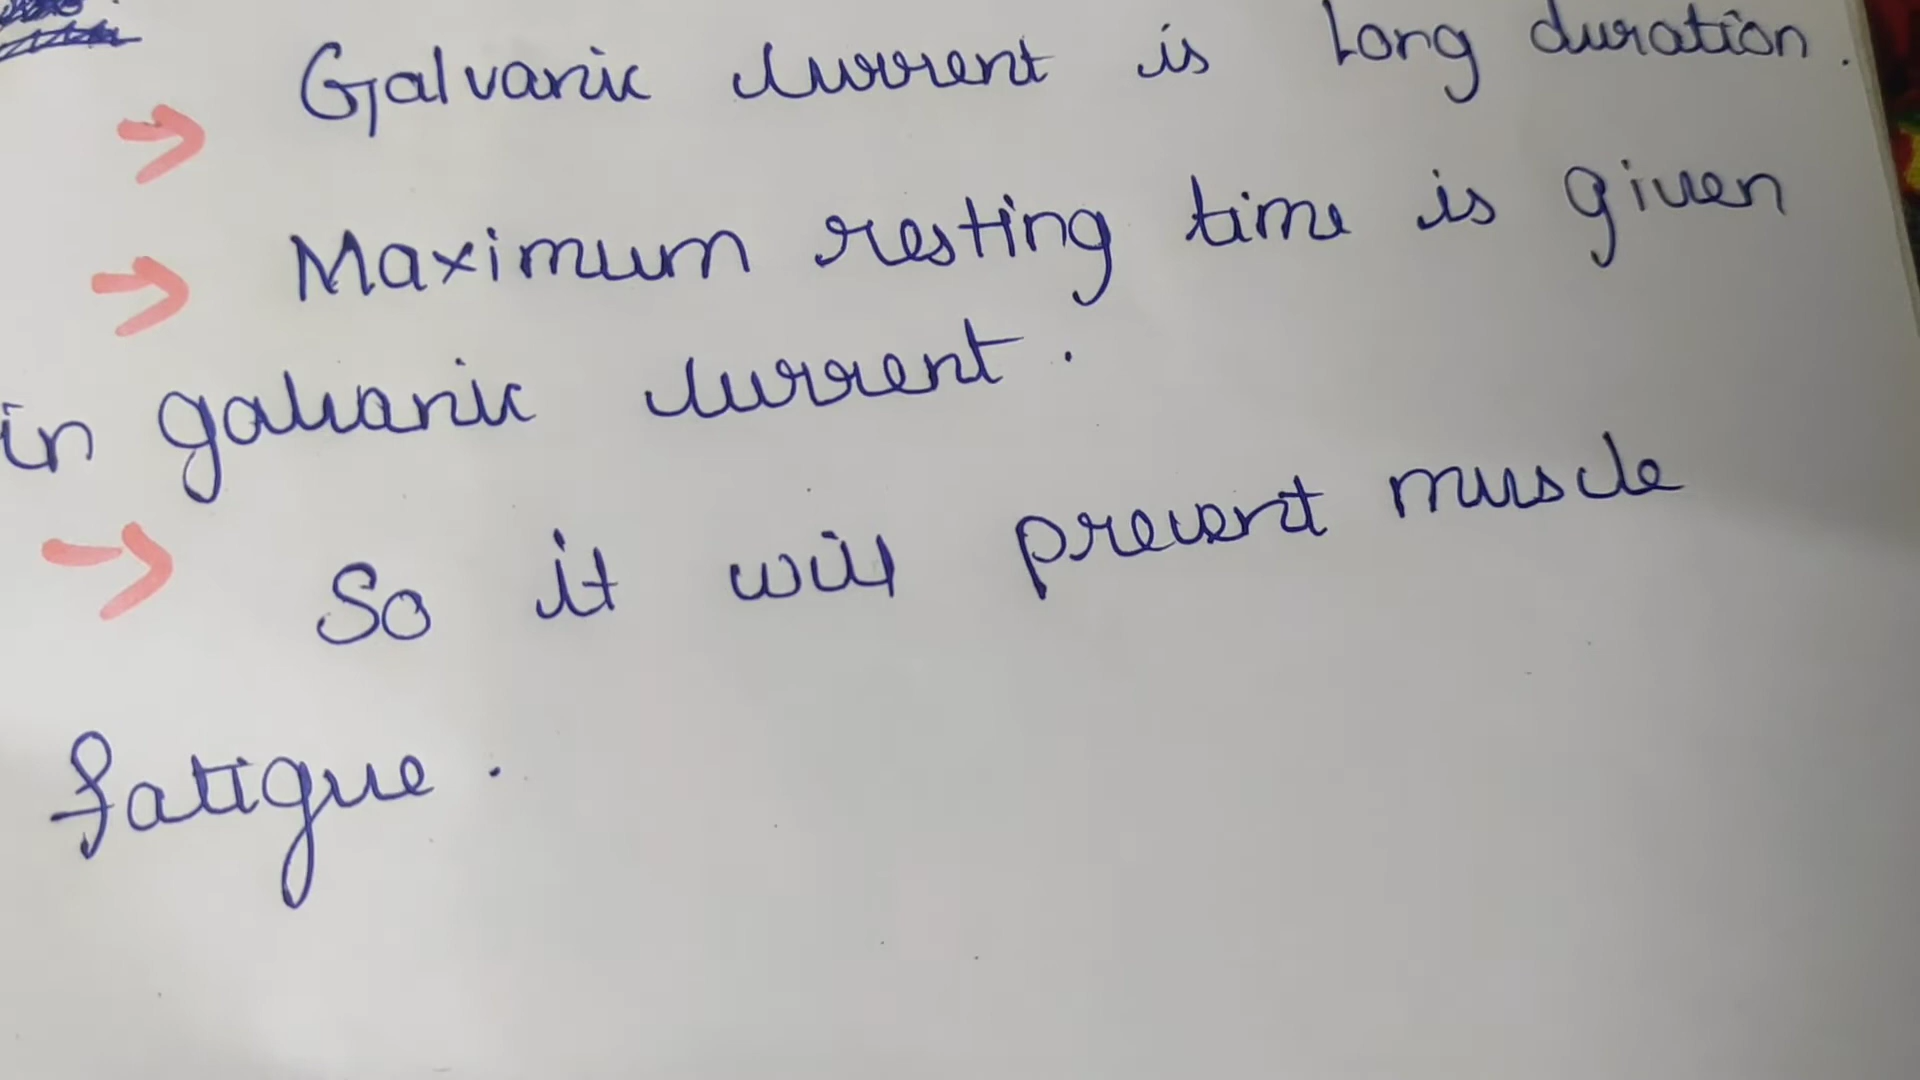 → Galvanic current is long duration.
→ Maximum resting time is given
in galvanic current.
→ So it will prevent muscle
fatigue.